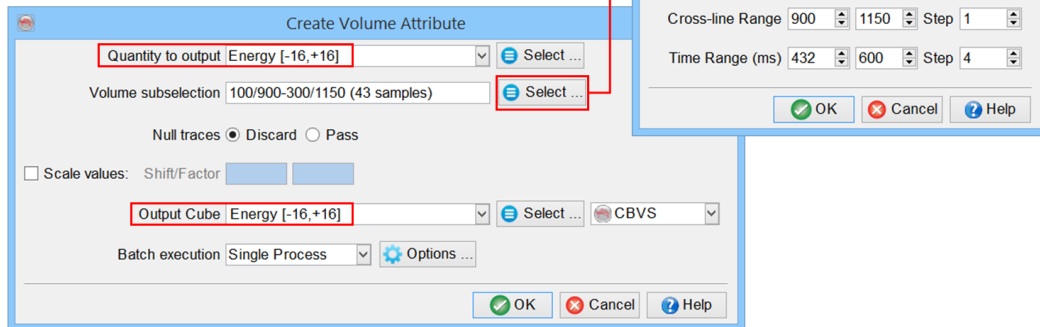 Create Volume Attribute
Quantity to output Energy [-16,+16] Select ...
Volume subselection 100/900-300/1150 (43 samples) Select ...
Null traces Discard Pass
Scale values: Shift/Factor
Output Cube Energy [-16,+16] Select ... CBVS
Batch execution Single Process Options ...
OK Cancel Help
Cross-line Range 900 1150 Step 1
Time Range (ms) 432 600 Step 4
OK Cancel Help